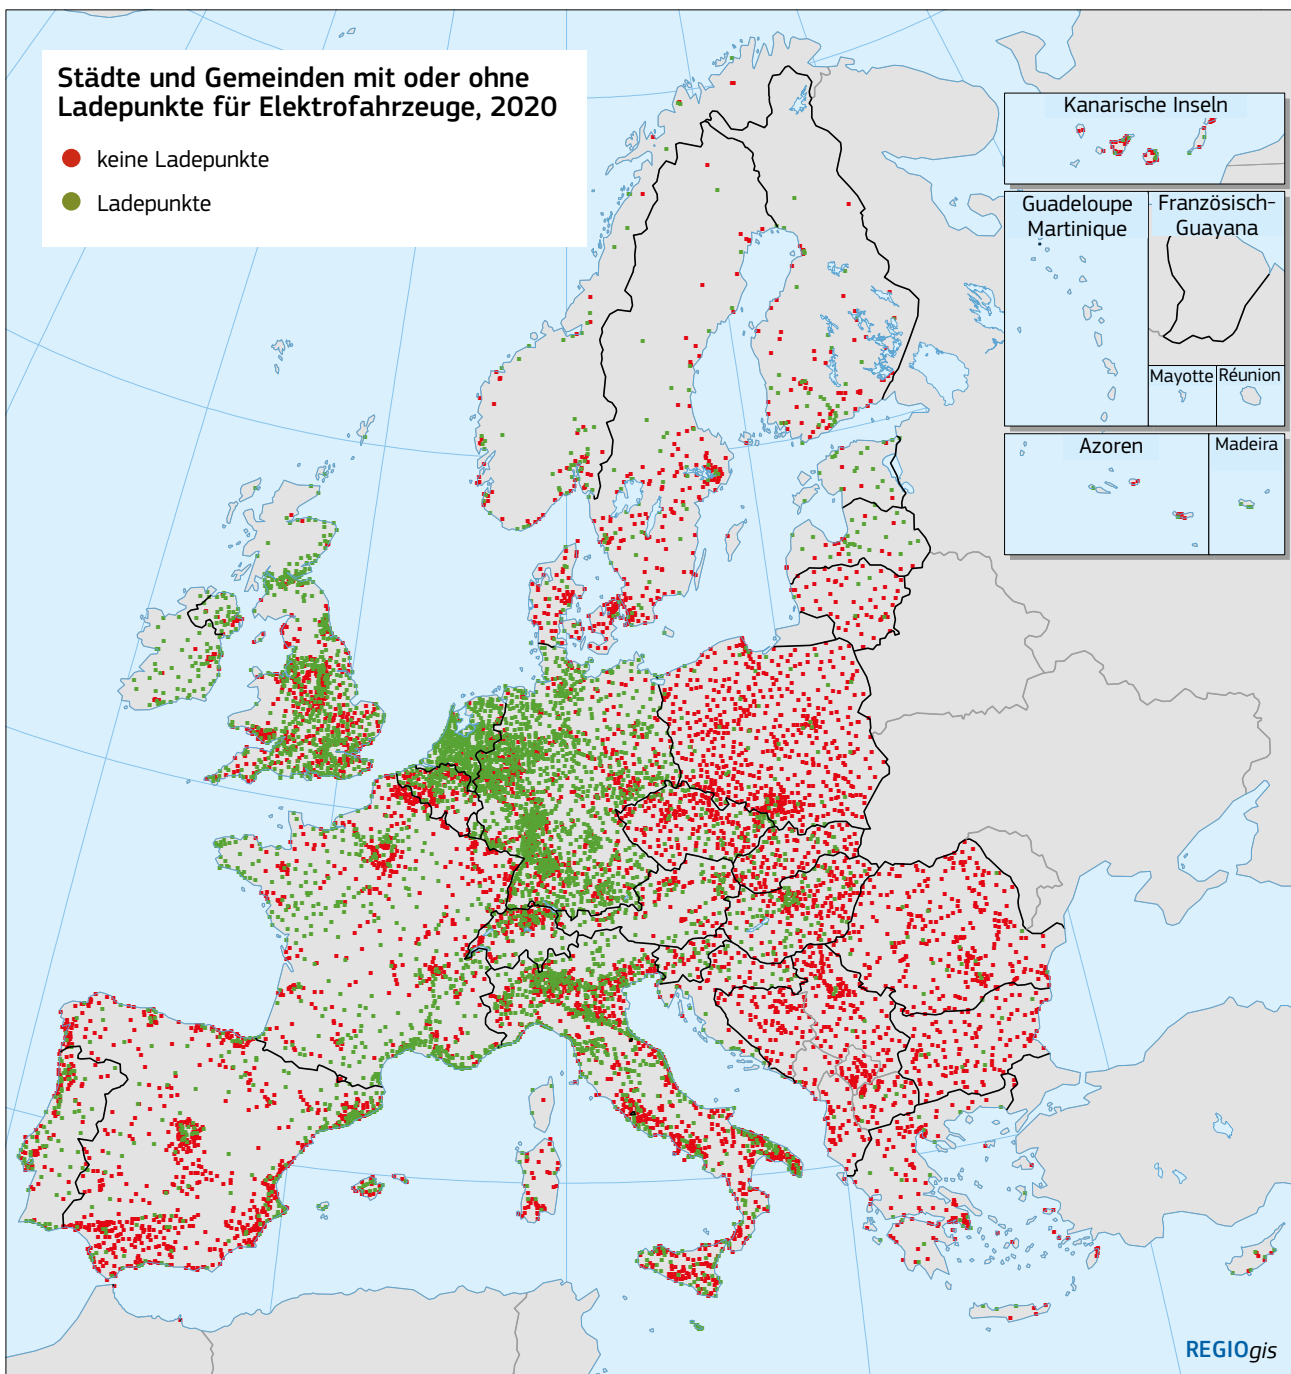 Städte und Gemeinden mit oder ohne
Ladepunkte für Elektrofahrzeuge, 2020
keine Ladepunkte
Ladepunkte
Kanarische Inseln
Guadeloupe
Martinique
Französisch-
Guayana
Mayotte
Réunion
Azoren
Madeira
REGIOgis